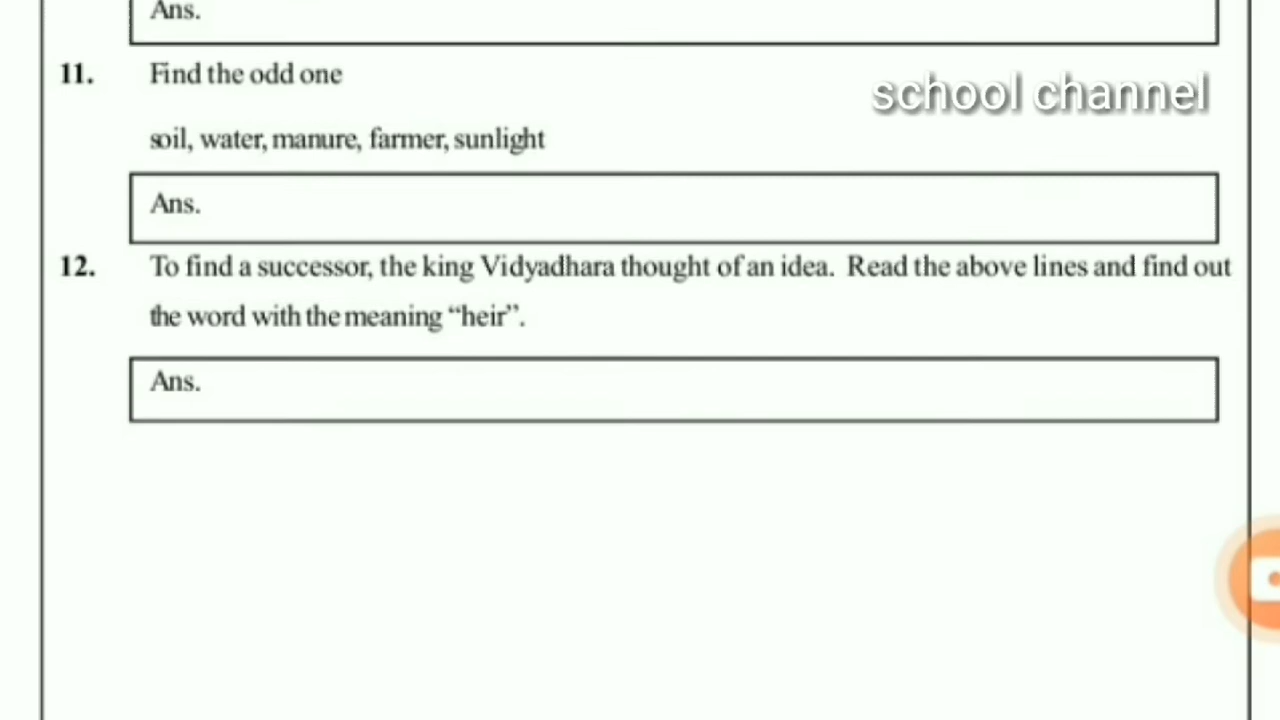 Ans.
11. Find the odd one
school channel
soil, water, manure, farmer, sunlight
Ans.
12. To find a successor, the king Vidyadhara thought of an idea. Read the above lines and find out
the word with the meaning “heir”.
Ans.